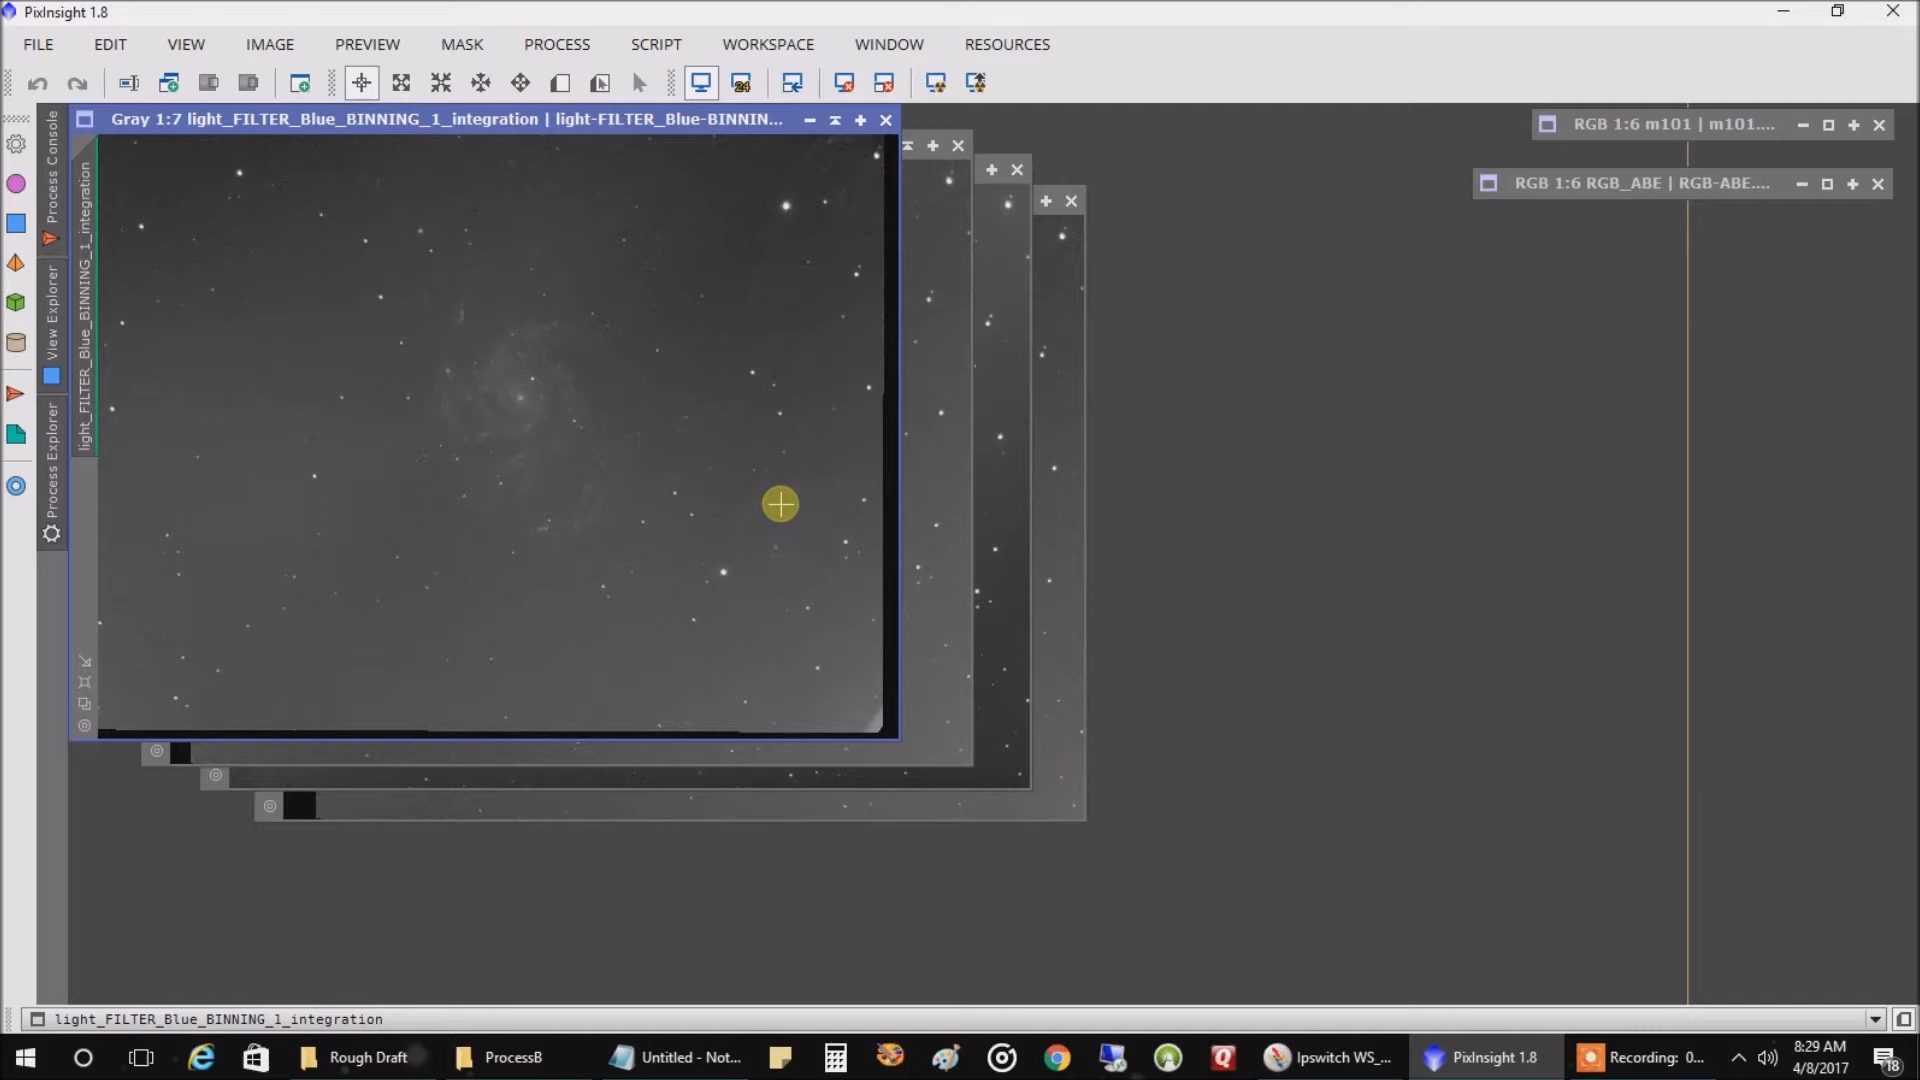 PixInsight 1.8
FILE EDIT VIEW IMAGE PREVIEW MASK PROCESS SCRIPT WORKSPACE WINDOW RESOURCES
24
Gray 1:7 light_FILTER_Blue_BINNING_1_integration | light-FILTER_Blue-BINNIN...
RGB 1:6 m101 | m101....
RGB 1:6 RGB_ABE | RGB-ABE....
Process Console
View Explorer
Process Explorer
light_FILTER_Blue_BINNING_1_integration
light_FILTER_Blue_BINNING_1_integration
Rough Draft
ProcessB
Untitled - Not...
Ipswitch WS_...
PixInsight 1.8
Recording: 0...
8:29 AM
4/8/2017
18